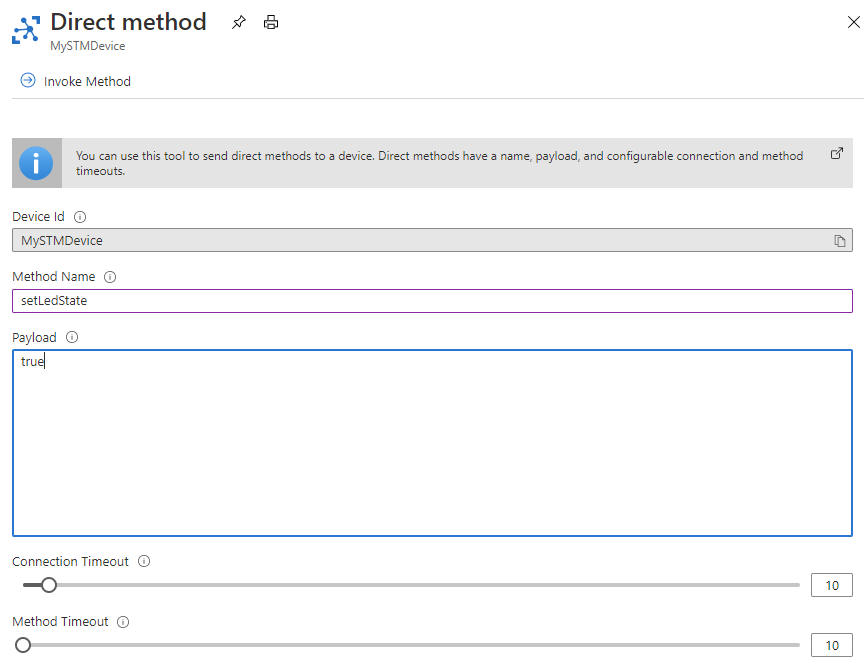 Direct method
MySTMDevice
Invoke Method
You can use this tool to send direct methods to a device. Direct methods have a name, payload, and configurable connection and method
timeouts.
Device Id
MySTMDevice
Method Name
setLedState
Payload
true
Connection Timeout
10
Method Timeout
10